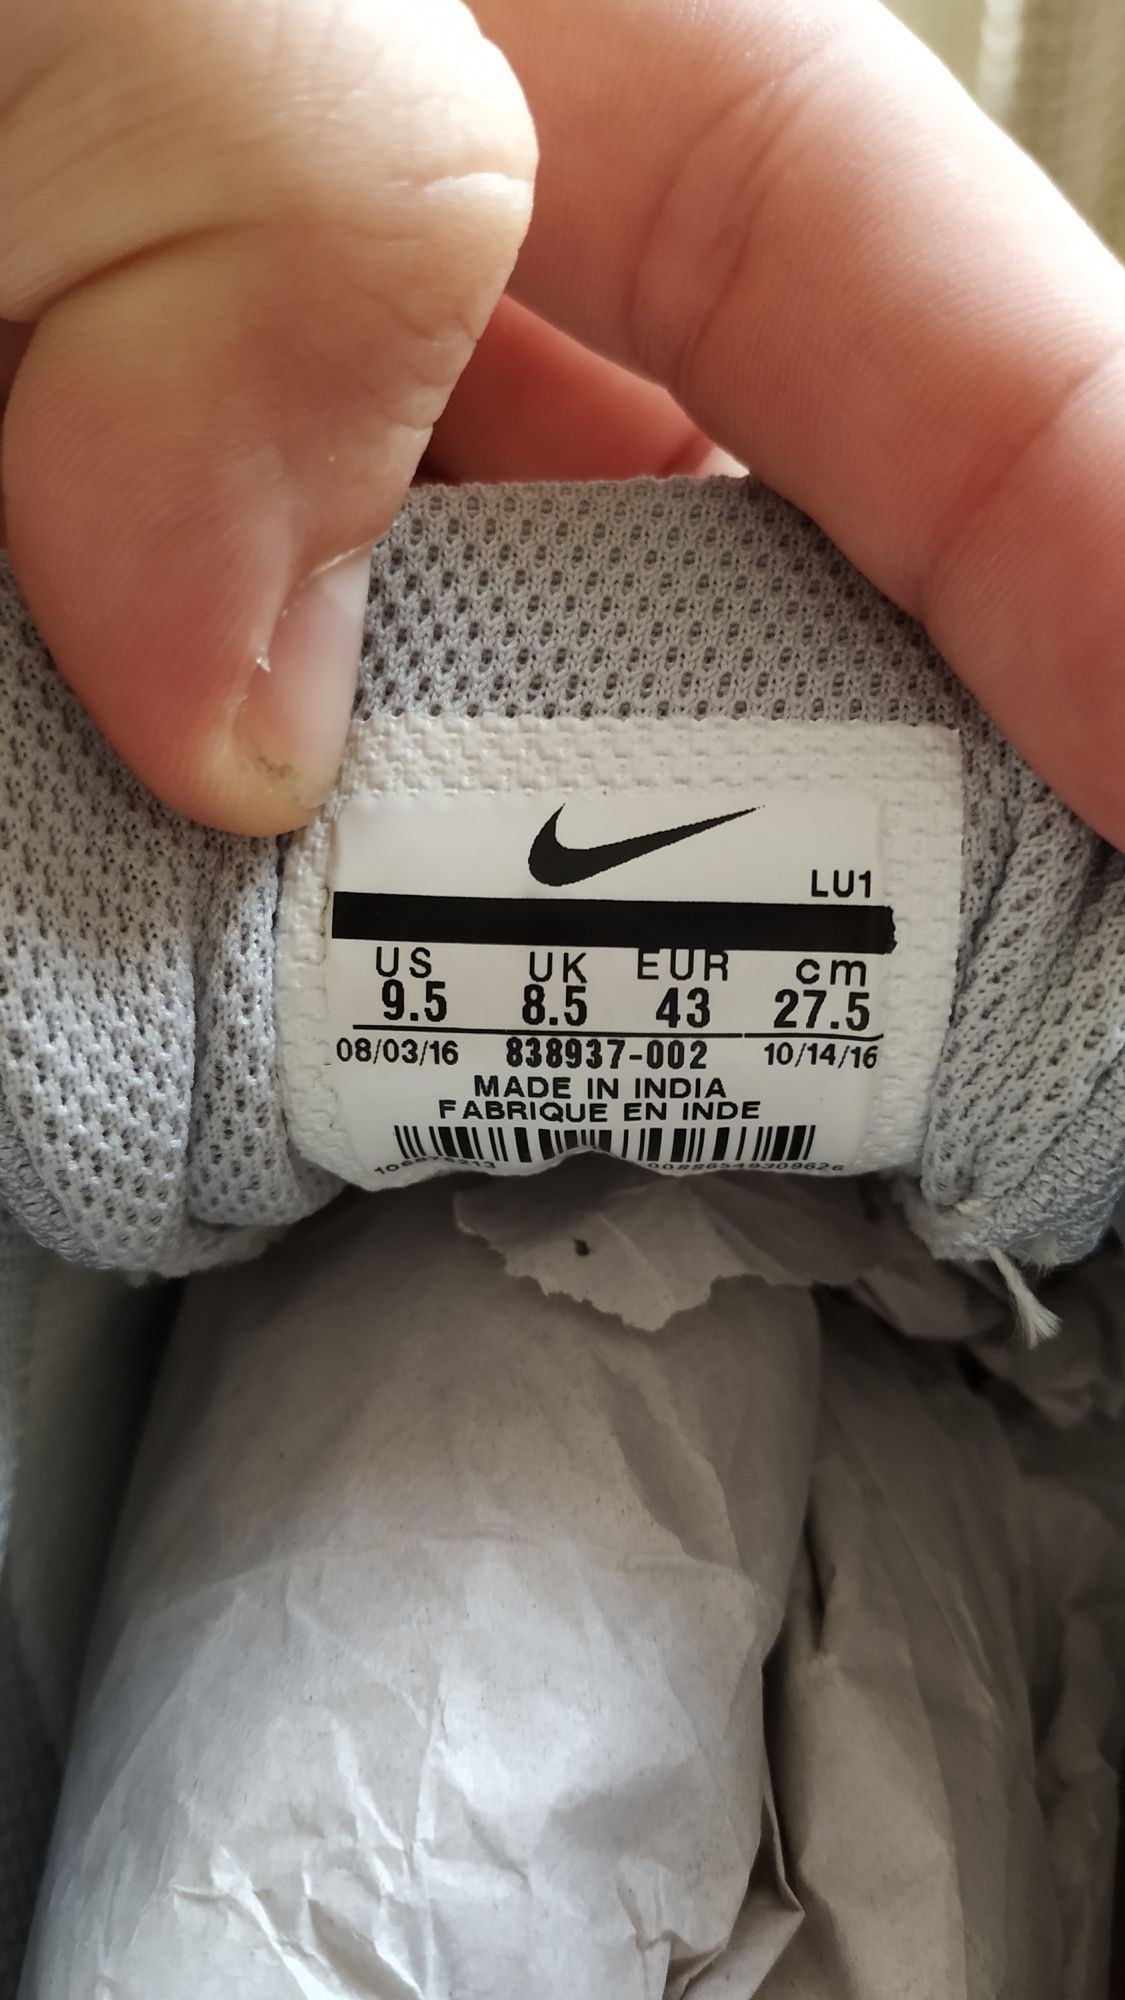 LU1
US UK EUR cm
9.5 8.5 43 27.5
08/03/16 838937-002 10/14/16
MADE IN INDIA
FABRIQUE EN INDE
00886549309626